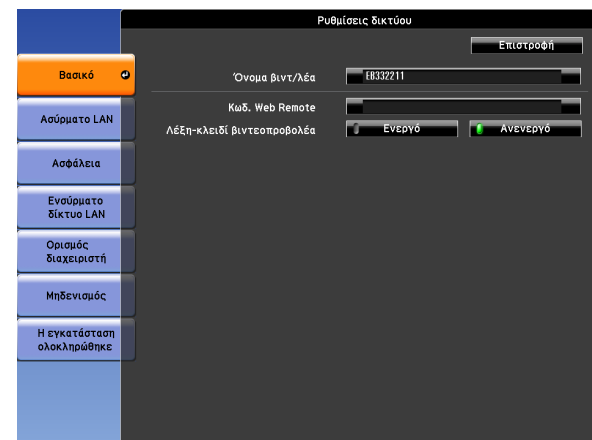 Ρυθμίσεις δικτύου
Επιστροφή
Βασικό
Όνομα βιντ/λέα
EB332211
Κωδ. Web Remote
Ασύρματο LAN
Λέξη-κλειδί βιντεοπροβολέα
Ενεργό
Ανενεργό
Ασφάλεια
Ενσύρματο
δίκτυο LAN
Ορισμός
διαχειριστή
Μηδενισμός
Η εγκατάσταση
ολοκληρώθηκε